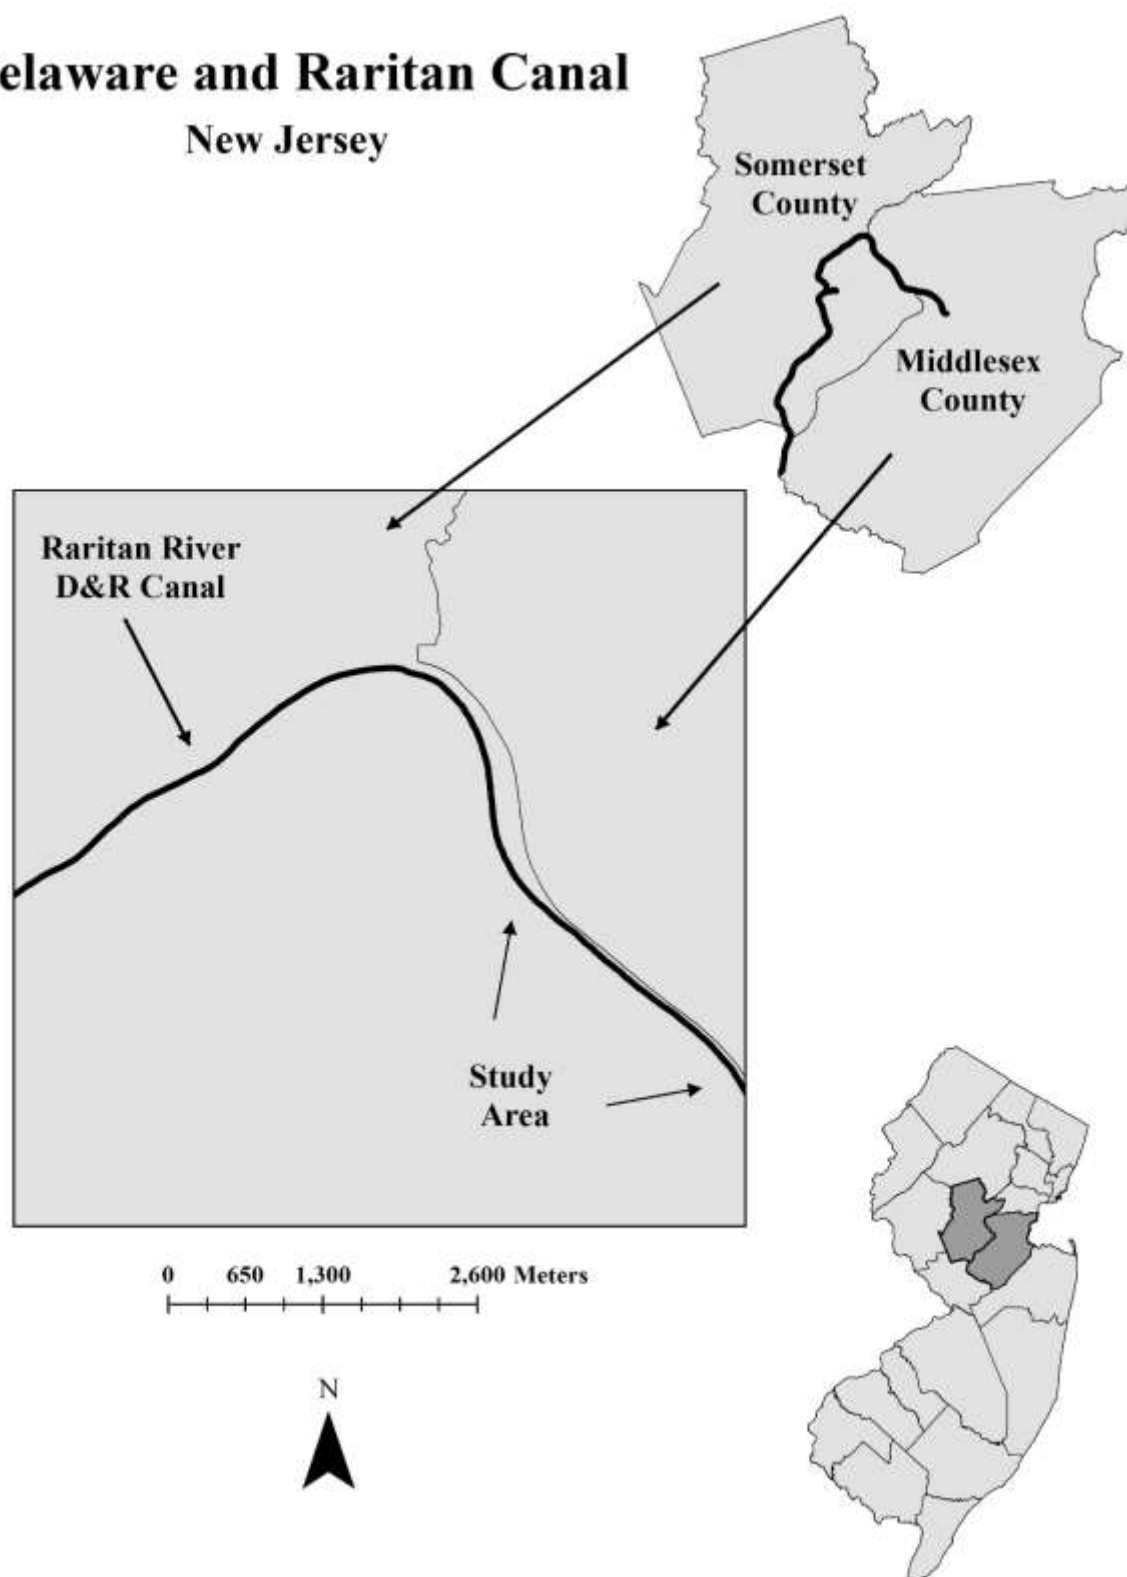 elaware and Raritan Canal
New Jersey
Somerset
County
Middlesex
County
Raritan River
D&R Canal
Study
Area
0 650 1,300 2,600 Meters
N